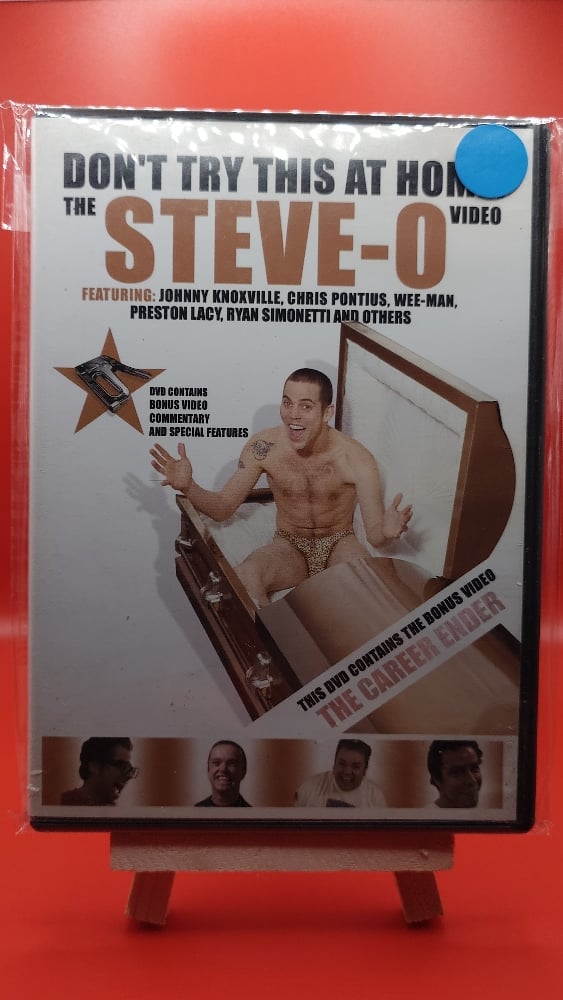 DON'T TRY THIS AT HOM
THE STEVE-O VIDEO
FEATURING: JOHNNY KNOXVILLE, CHRIS PONTIUS, WEE-MAN,
PRESTON LACY, RYAN SIMONETTI AND OTHERS
DVD CONTAINS
BONUS VIDEO
COMMENTARY
AND SPECIAL FEATURES
THIS DVD CONTAINS THE BONUS VIDEO
THE CAREER ENDER